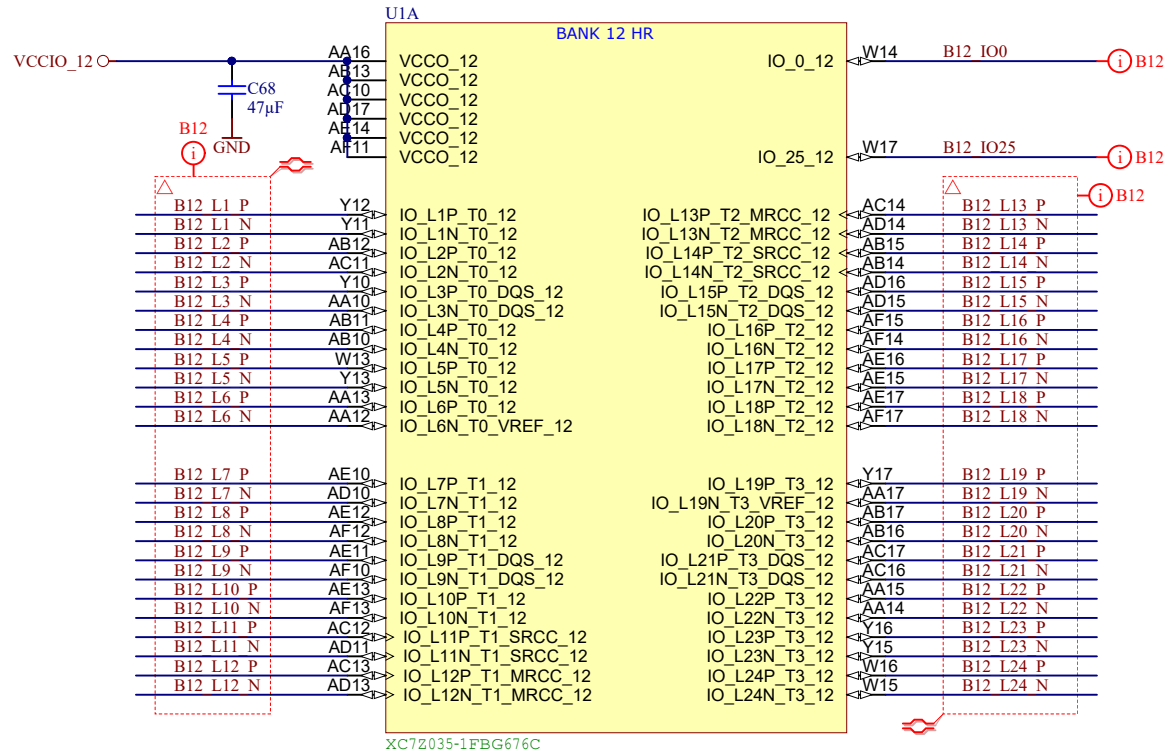 U1A
BANK 12 HR
VCCIO_12
C68
47µF
GND
B12
AA16 VCCO_12
AB13 VCCO_12
AC10 VCCO_12
AD17 VCCO_12
AE14 VCCO_12
AF11 VCCO_12
IO_0_12 W14 B12_IO0 i B12
IO_25_12 W17 B12_IO25 i B12
i
i B12
B12_L1_P Y12 IO_L1P_T0_12
B12_L1_N Y11 IO_L1N_T0_12
B12_L2_P AB12 IO_L2P_T0_12
B12_L2_N AC11 IO_L2N_T0_12
B12_L3_P Y10 IO_L3P_T0_DQS_12
B12_L3_N AA10 IO_L3N_T0_DQS_12
B12_L4_P AB11 IO_L4P_T0_12
B12_L4_N AB10 IO_L4N_T0_12
B12_L5_P W13 IO_L5P_T0_12
B12_L5_N Y13 IO_L5N_T0_12
B12_L6_P AA13 IO_L6P_T0_12
B12_L6_N AA12 IO_L6N_T0_VREF_12
B12_L7_P AE10 IO_L7P_T1_12
B12_L7_N AD10 IO_L7N_T1_12
B12_L8_P AE12 IO_L8P_T1_12
B12_L8_N AF12 IO_L8N_T1_12
B12_L9_P AE11 IO_L9P_T1_DQS_12
B12_L9_N AF10 IO_L9N_T1_DQS_12
B12_L10_P AE13 IO_L10P_T1_12
B12_L10_N AF13 IO_L10N_T1_12
B12_L11_P AC12 IO_L11P_T1_SRCC_12
B12_L11_N AD11 IO_L11N_T1_SRCC_12
B12_L12_P AC13 IO_L12P_T1_MRCC_12
B12_L12_N AD13 IO_L12N_T1_MRCC_12
IO_L13P_T2_MRCC_12 AC14 B12_L13_P
IO_L13N_T2_MRCC_12 AD14 B12_L13_N
IO_L14P_T2_SRCC_12 AB15 B12_L14_P
IO_L14N_T2_SRCC_12 AB14 B12_L14_N
IO_L15P_T2_DQS_12 AD16 B12_L15_P
IO_L15N_T2_DQS_12 AD15 B12_L15_N
IO_L16P_T2_12 AF15 B12_L16_P
IO_L16N_T2_12 AF14 B12_L16_N
IO_L17P_T2_12 AE16 B12_L17_P
IO_L17N_T2_12 AE15 B12_L17_N
IO_L18P_T2_12 AE17 B12_L18_P
IO_L18N_T2_12 AF17 B12_L18_N
IO_L19P_T3_12 Y17 B12_L19_P
IO_L19N_T3_VREF_12 AA17 B12_L19_N
IO_L20P_T3_12 AB17 B12_L20_P
IO_L20N_T3_12 AB16 B12_L20_N
IO_L21P_T3_DQS_12 AC17 B12_L21_P
IO_L21N_T3_DQS_12 AC16 B12_L21_N
IO_L22P_T3_12 AA15 B12_L22_P
IO_L22N_T3_12 AA14 B12_L22_N
IO_L23P_T3_12 Y16 B12_L23_P
IO_L23N_T3_12 Y15 B12_L23_N
IO_L24P_T3_12 W16 B12_L24_P
IO_L24N_T3_12 W15 B12_L24_N
XC7Z035-1FBG676C